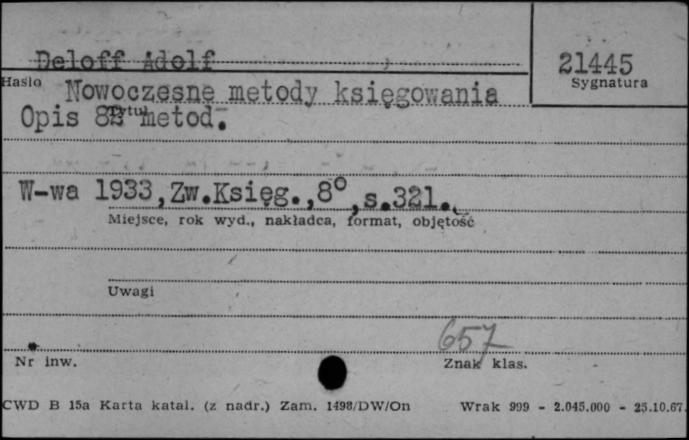 Deloff Adolf
21445
Hasło
Sygnatura
Nowoczesne metody księgowania
Tytuł
Opis metod.
W-wa 1933, Zw.Księg., 8°, s.321.
Miejsce, rok wyd., nakładca, format, objętość
Uwagi
657
Nr inw.
Znak klas.
CWD B 15a Karta katal. (z nadr.) Zam. 1498/DW/On
Wrak 999 - 2.045.000 - 25.10.67.